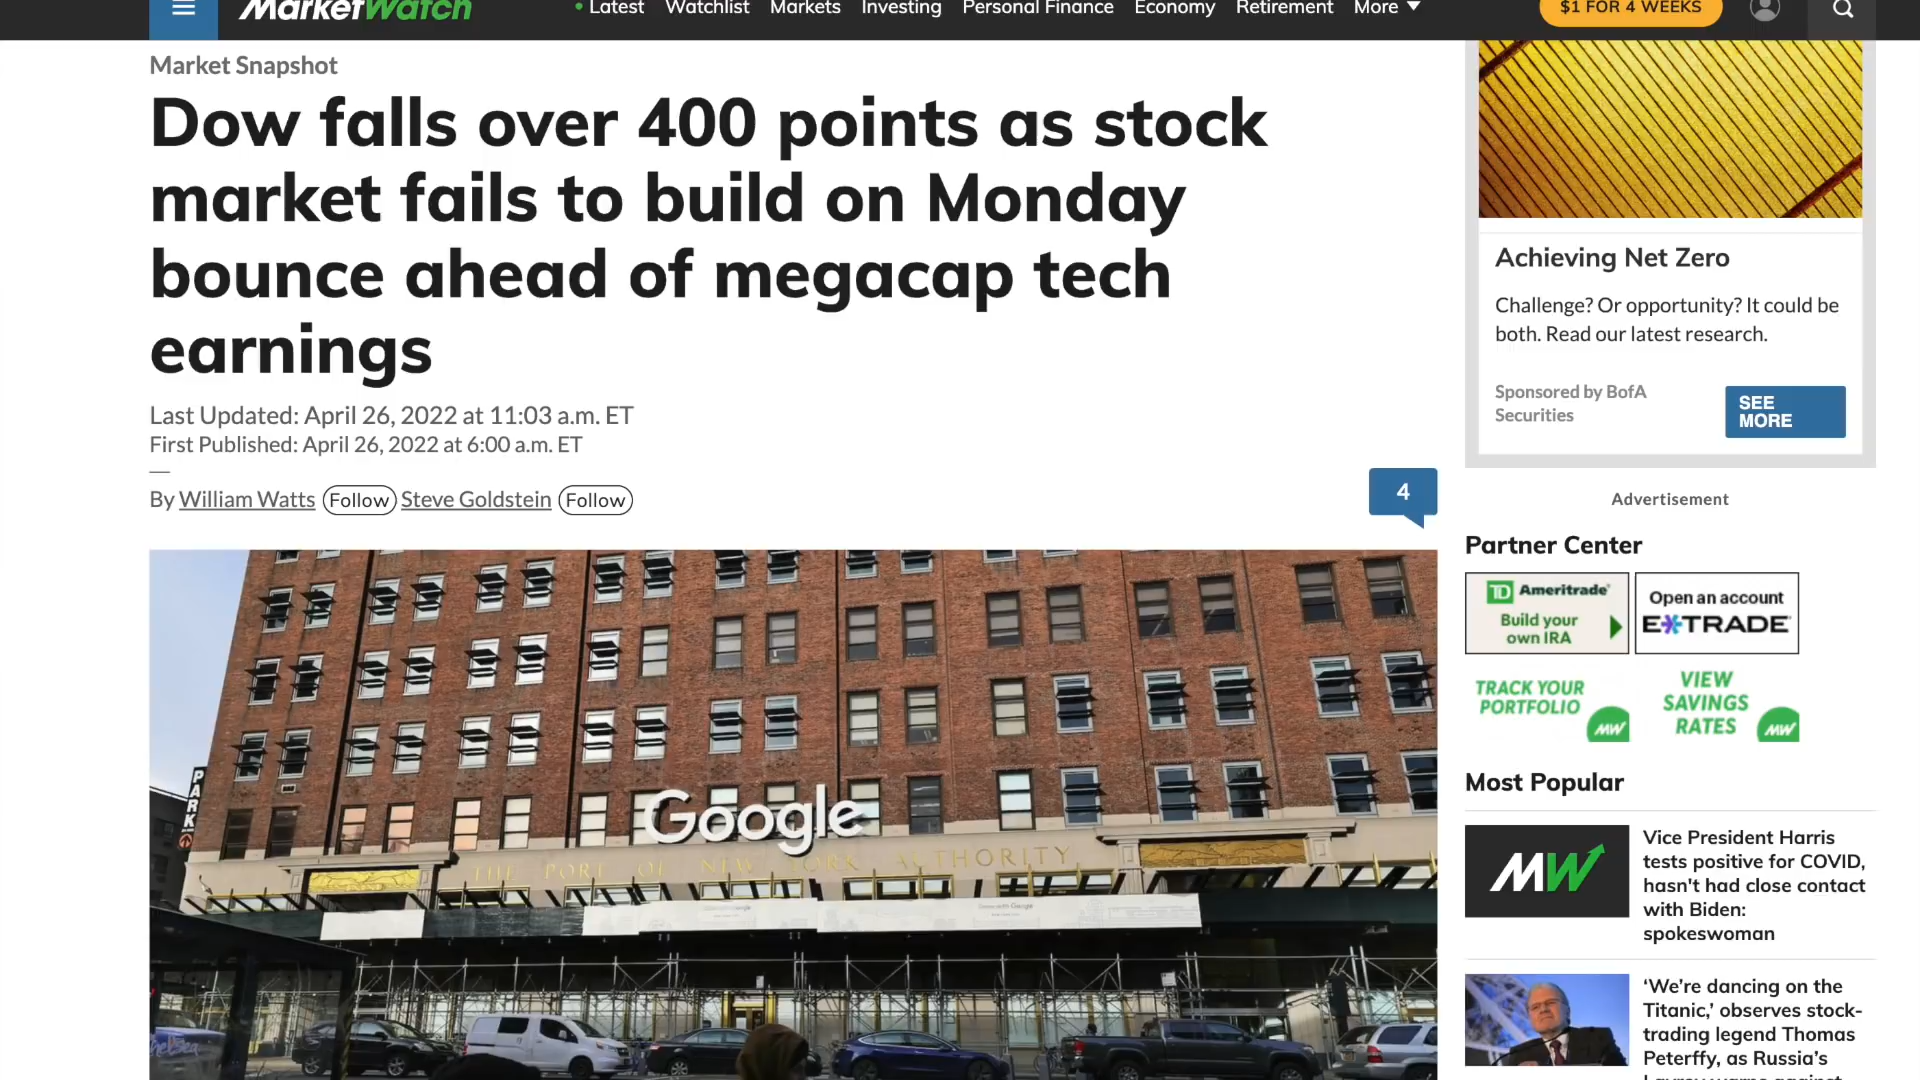 MarketWatch
• Latest Watchlist Markets Investing Personal Finance Economy Retirement More
$1 FOR 4 WEEKS
Market Snapshot
Dow falls over 400 points as stock
market fails to build on Monday
bounce ahead of megacap tech
earnings
Last Updated: April 26, 2022 at 11:03 a.m. ET
First Published: April 26, 2022 at 6:00 a.m. ET
By William Watts Follow Steve Goldstein Follow
4
PARK
Google
THE PORT OF NEW YORK AUTHORITY
Achieving Net Zero
Challenge? Or opportunity? It could be
both. Read our latest research.
Sponsored by BofA
Securities
SEE
MORE
Advertisement
Partner Center
TD Ameritrade
Build your
own IRA
Open an account
E*TRADE
TRACK YOUR
PORTFOLIO
MW
VIEW
SAVINGS
RATES
MW
Most Popular
MW
Vice President Harris
tests positive for COVID,
hasn't had close contact
with Biden:
spokeswoman
‘We’re dancing on the
Titanic,’ observes stock-
trading legend Thomas
Peterffy, as Russia’s